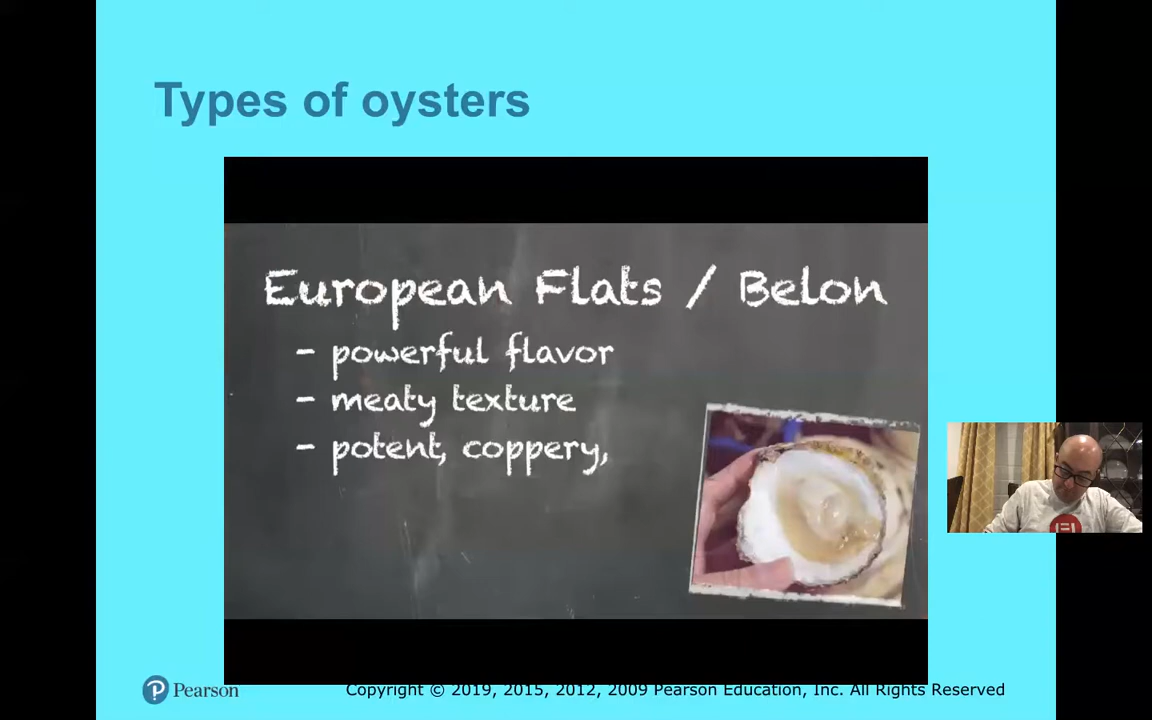 Types of oysters
European Flats / Belon
- powerful flavor
- meaty texture
- potent, coppery,
Pearson
Copyright © 2019, 2015, 2012, 2009 Pearson Education, Inc. All Rights Reserved